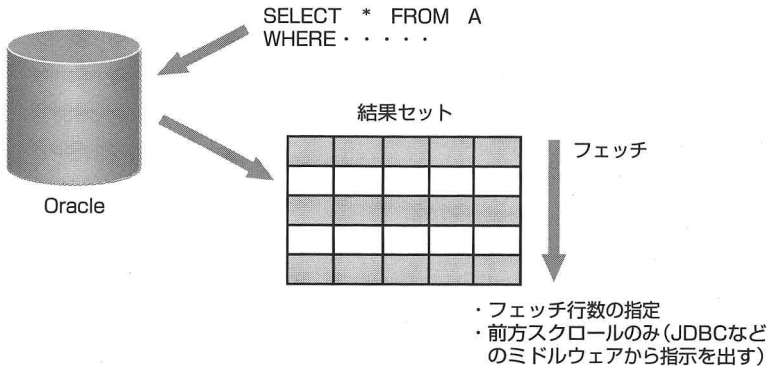 SELECT * FROM A
WHERE・・・・・
Oracle
結果セット
フェッチ
・フェッチ行数の指定
・前方スクロールのみ(JDBCなど
のミドルウェアから指示を出す)